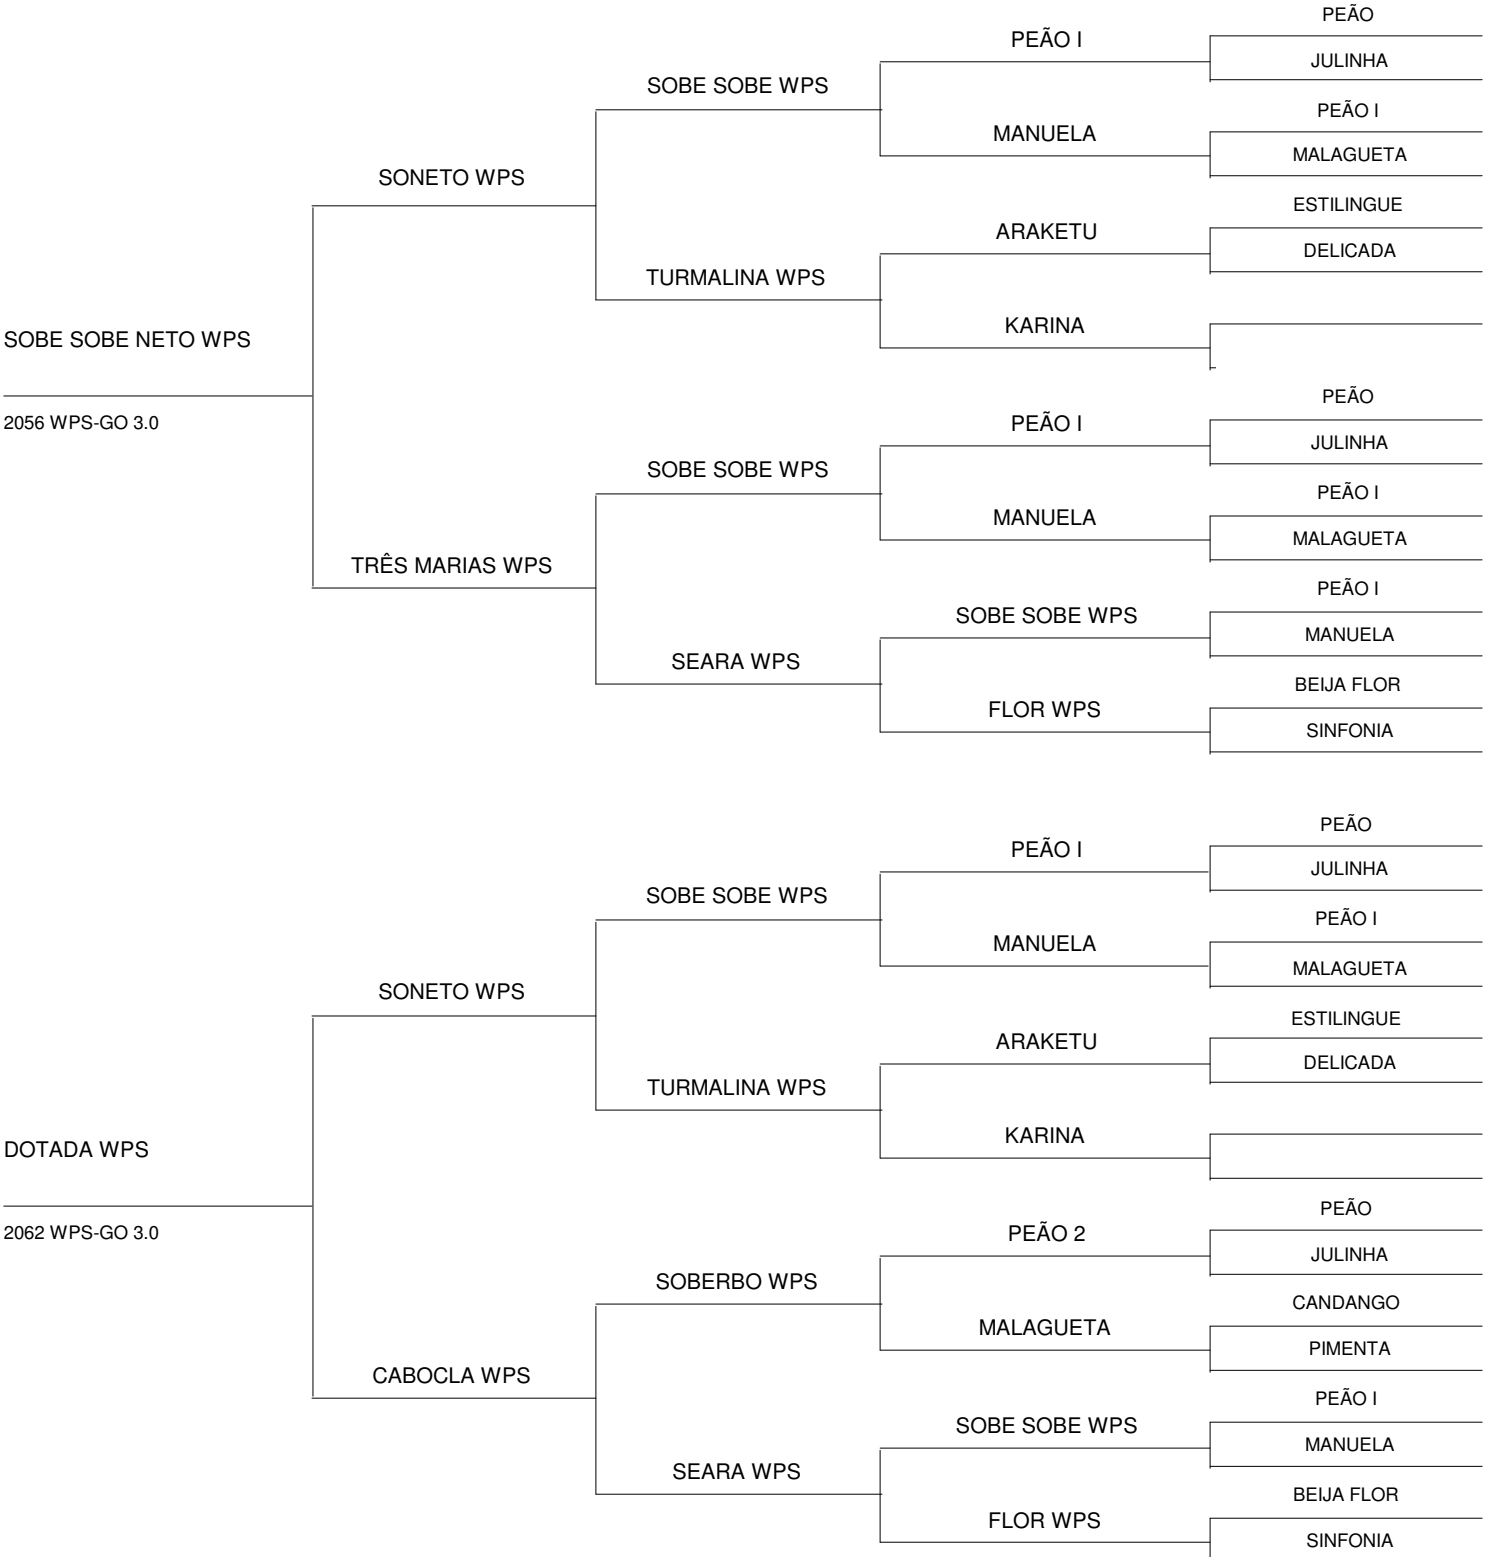 PEÃO
PEÃO I
JULINHA
SOBE SOBE WPS
PEÃO I
MANUELA
MALAGUETA
SONETO WPS
ESTILINGUE
ARAKETU
DELICADA
TURMALINA WPS
KARINA
SOBE SOBE NETO WPS
PEÃO
2056 WPS-GO 3.0
PEÃO I
JULINHA
SOBE SOBE WPS
PEÃO I
MANUELA
MALAGUETA
TRÊS MARIAS WPS
PEÃO I
SOBE SOBE WPS
MANUELA
SEARA WPS
BEIJA FLOR
FLOR WPS
SINFONIA
PEÃO
PEÃO I
JULINHA
SOBE SOBE WPS
PEÃO I
MANUELA
MALAGUETA
SONETO WPS
ESTILINGUE
ARAKETU
DELICADA
TURMALINA WPS
KARINA
DOTADA WPS
PEÃO
2062 WPS-GO 3.0
PEÃO 2
JULINHA
SOBERBO WPS
CANDANGO
MALAGUETA
PIMENTA
CABOCLA WPS
PEÃO I
SOBE SOBE WPS
MANUELA
SEARA WPS
BEIJA FLOR
FLOR WPS
SINFONIA